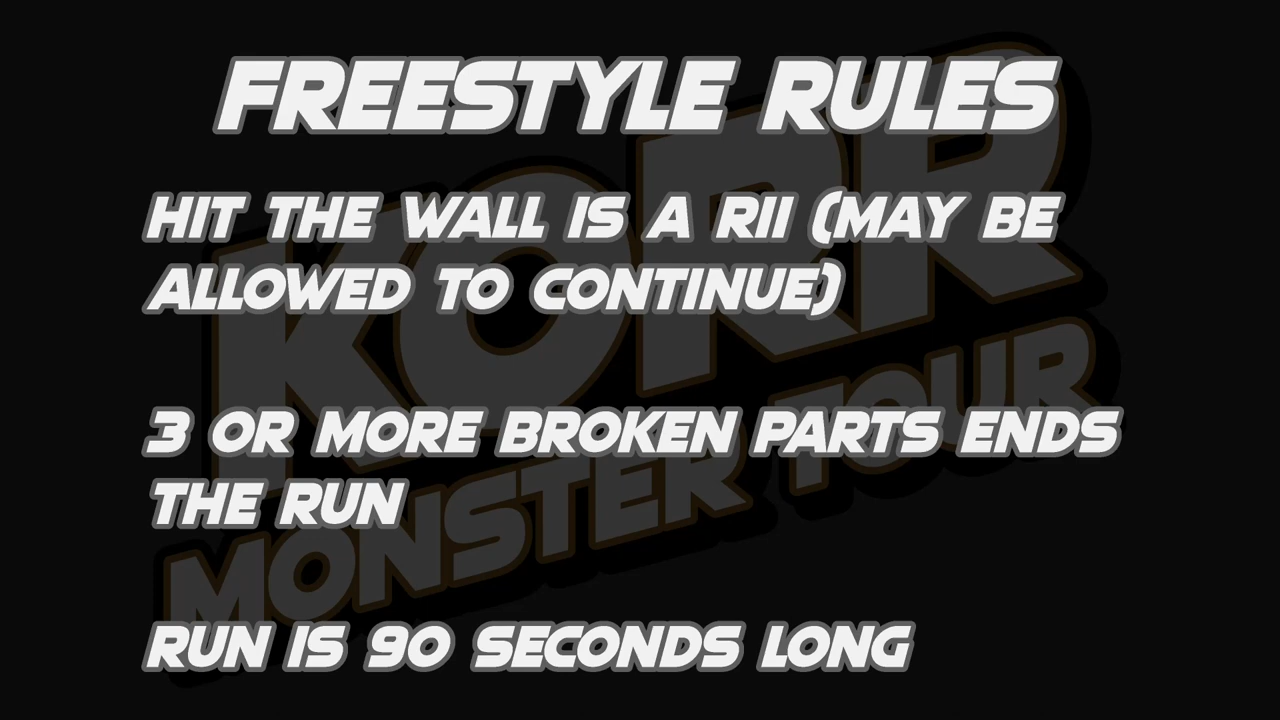 FREESTYLE RULES
HIT THE WALL IS A RII (MAY BE
ALLOWED TO CONTINUE)
3 OR MORE BROKEN PARTS ENDS
THE RUN
RUN IS 90 SECONDS LONG
KORR
MONSTER TOUR